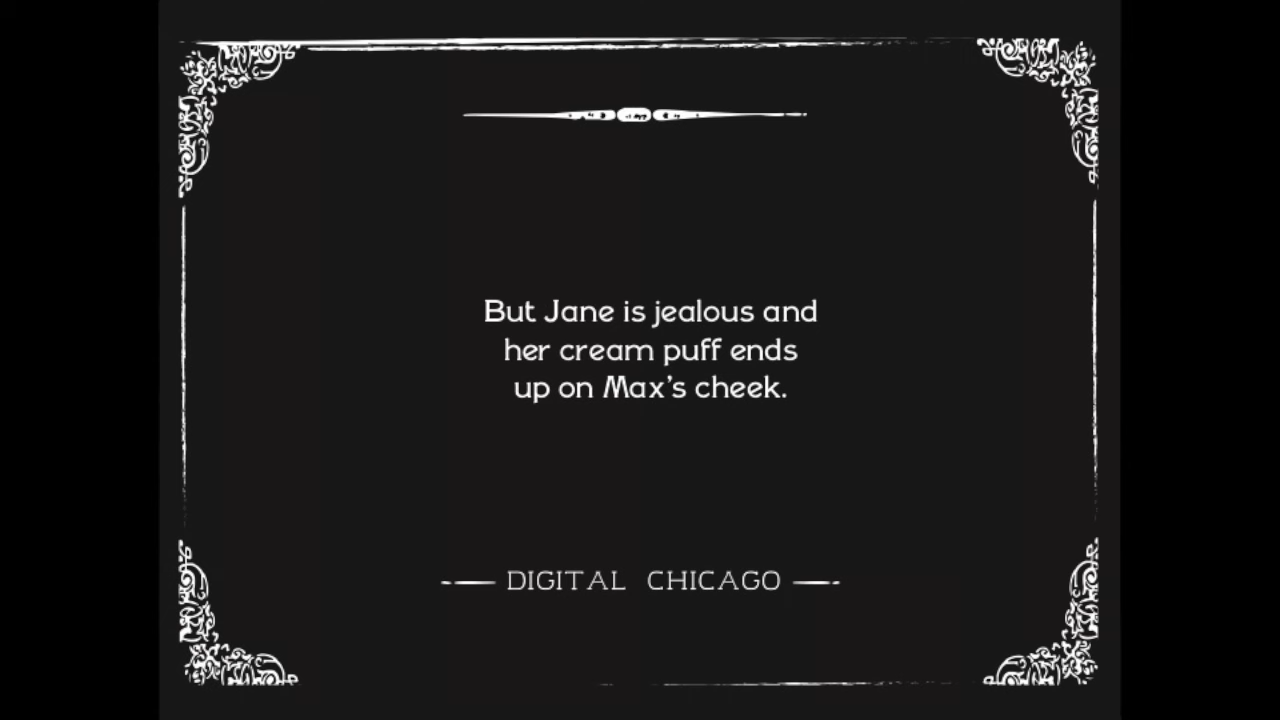 But Jane is jealous and
her cream puff ends
up on Max's cheek.
DIGITAL CHICAGO